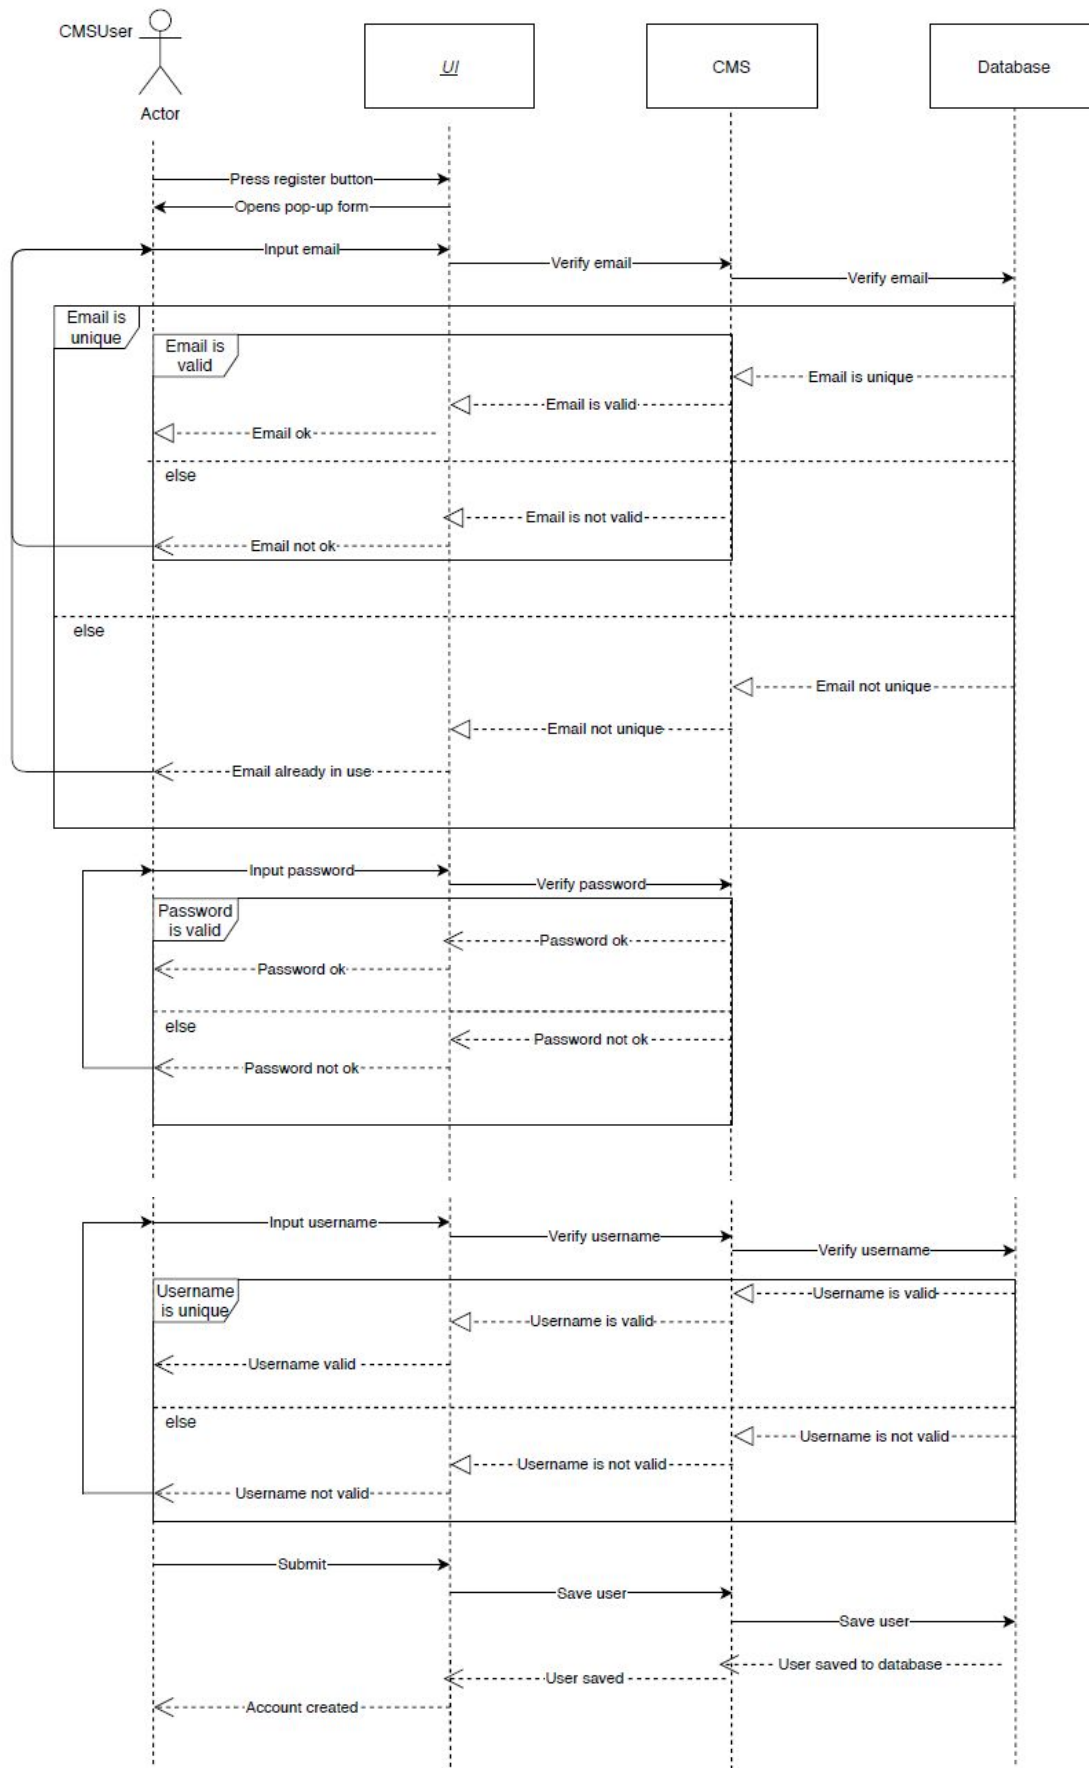 CMSUser
Actor
UI
CMS
Database
Press register button
Opens pop-up form
Input email
Verify email
Verify email
Email is
unique
Email is
valid
Email is unique
Email is valid
Email ok
else
Email is not valid
Email not ok
else
Email not unique
Email not unique
Email already in use
Input password
Verify password
Password
is valid
Password ok
Password ok
else
Password not ok
Password not ok
Input username
Verify username
Verify username
Username
is unique
Username is valid
Username is valid
Username valid
else
Username is not valid
Username is not valid
Username not valid
Submit
Save user
Save user
User saved to database
User saved
Account created